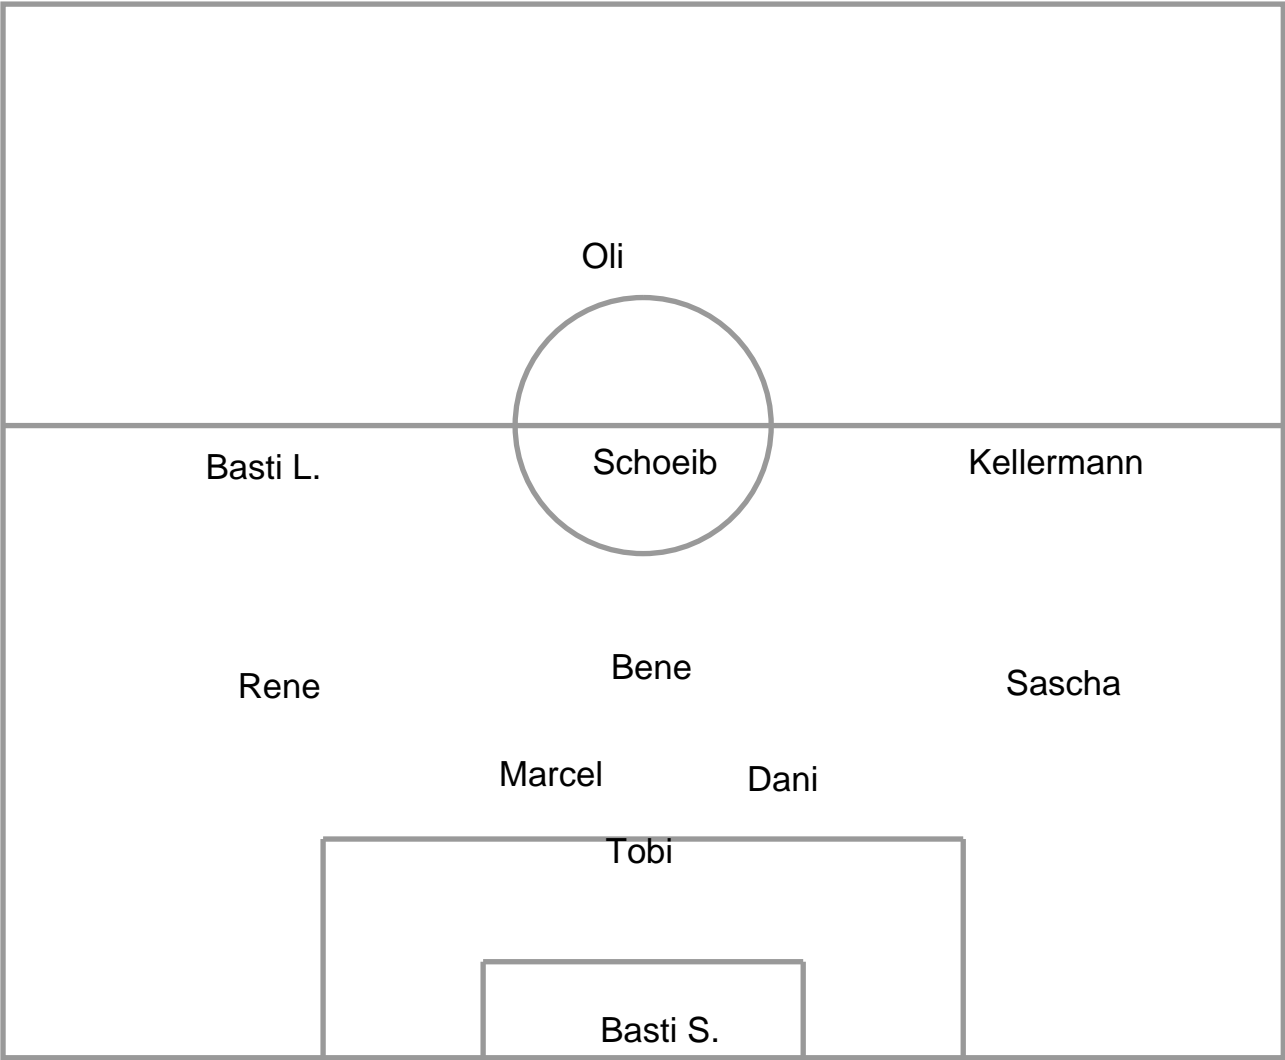 Oli
Basti L.
Schoeib
Kellermann
Rene
Bene
Sascha
Marcel
Dani
Tobi
Basti S.